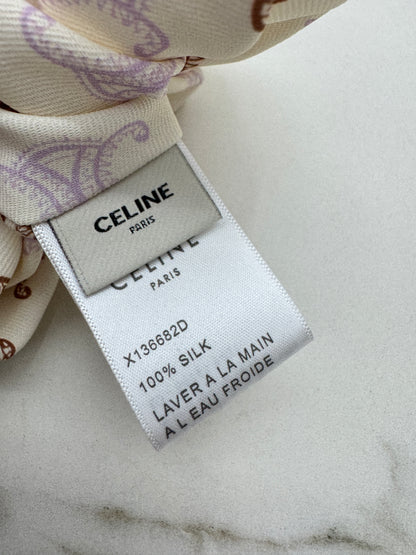 CELINE
PARIS
CELINE
PARIS
X136682D
100% SILK
LAVER A LA MAIN
A L EAU FROIDE